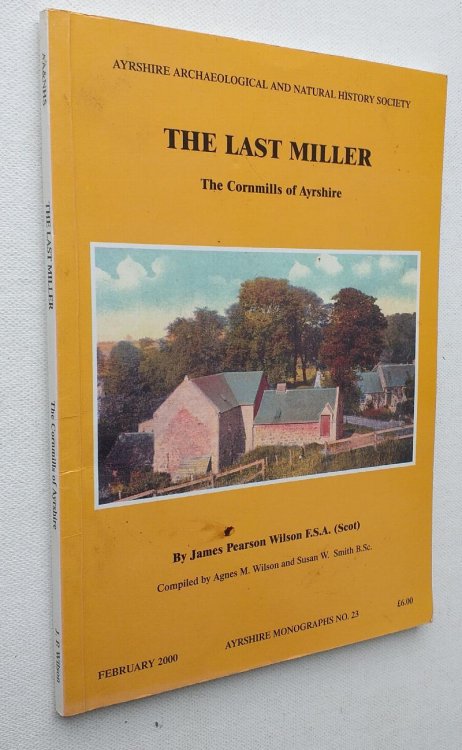 AYRSHIRE ARCHAEOLOGICAL AND NATURAL HISTORY SOCIETY
THE LAST MILLER
The Cornmills of Ayrshire
By James Pearson Wilson F.S.A. (Scot)
Compiled by Agnes M. Wilson and Susan W. Smith B.Sc.
FEBRUARY 2000
AYRSHIRE MONOGRAPHS NO. 23
£6.00
AA&NHS
THE LAST MILLER
The Cornmills of Ayrshire
J. P. Wilson